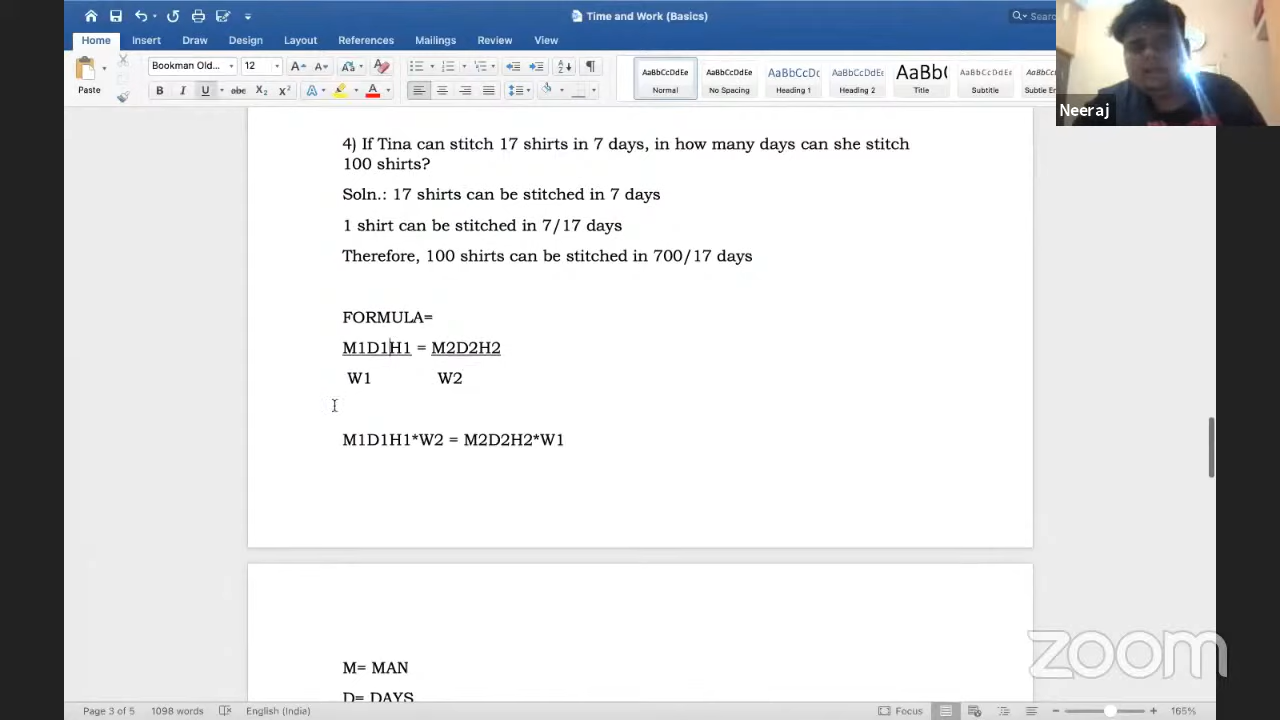 Time and Work (Basics)
Home Insert Draw Design Layout References Mailings Review View
Paste
Bookman Old... 12
AaBbCcDdEe AaBbCcDdEe AaBbCcDc AaBbCcDdEe AaBb( AaBbCcDdEe
Normal No Spacing Heading 1 Heading 2 Title Subtitle
Neeraj
4) If Tina can stitch 17 shirts in 7 days, in how many days can she stitch
100 shirts?
Soln.: 17 shirts can be stitched in 7 days
1 shirt can be stitched in 7/17 days
Therefore, 100 shirts can be stitched in 700/17 days
FORMULA=
M1D1H1 = M2D2H2
W1 W2
M1D1H1*W2 = M2D2H2*W1
M= MAN
D= DAYS
zoom
Page 3 of 5 1098 words English (India) Focus 165%